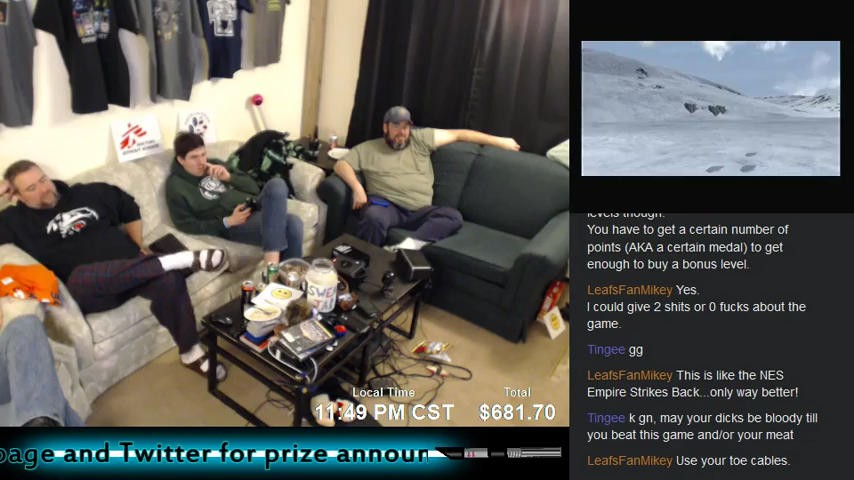 levels though.
You have to get a certain number of
points (AKA a certain medal) to get
enough to buy a bonus level.
LeafsFanMikey Yes.
I could give 2 shits or 0 fucks about the
game.
Tingee gg
LeafsFanMikey This is like the NES
Empire Strikes Back...only way better!
Tingee k gn, may your dicks be bloody till
you beat this game and/or your meat
LeafsFanMikey Use your toe cables.
SWEAR
JAR
Local Time
Total
11:49 PM CST
$681.70
page and Twitter for prize announ